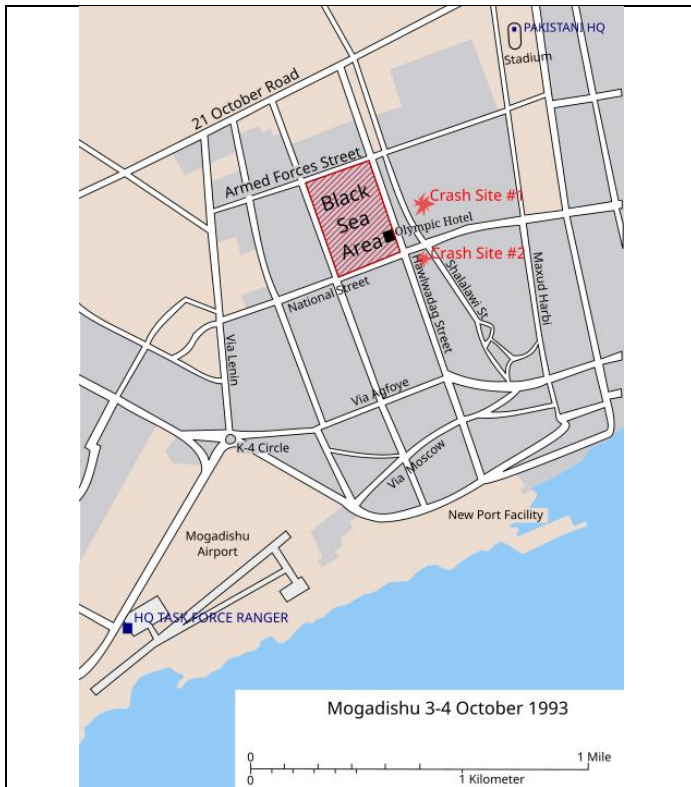 PAKISTANI HQ
Stadium
21 October Road
Armed Forces Street
Black
Sea
Area
Crash Site #1
Olympic Hotel
Crash Site #2
National Street
Hawlwadaq Street
Shalalawi St.
Maxud Harbi
Via Lenin
Via Agfoye
K-4 Circle
Via Moscow
New Port Facility
Mogadishu
Airport
HQ TASK FORCE RANGER
Mogadishu 3-4 October 1993
0 1 Mile
0 1 Kilometer